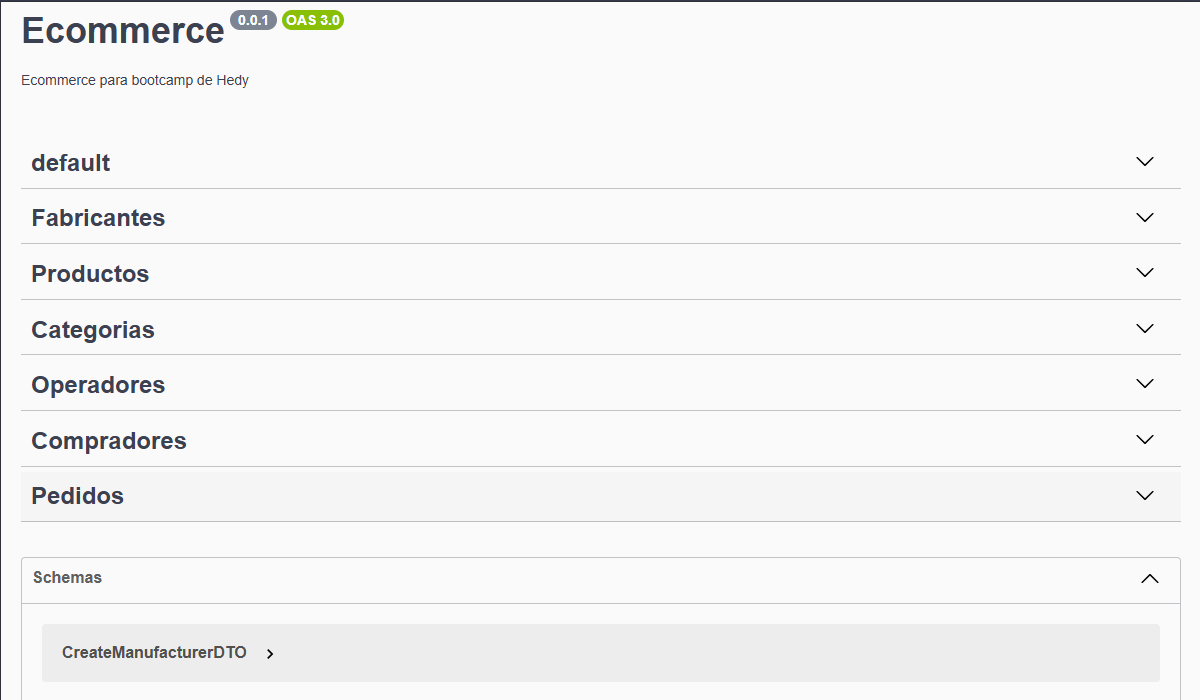 Ecommerce 0.0.1 OAS 3.0
Ecommerce para bootcamp de Hedy
default
Fabricantes
Productos
Categorias
Operadores
Compradores
Pedidos
Schemas
CreateManufacturerDTO